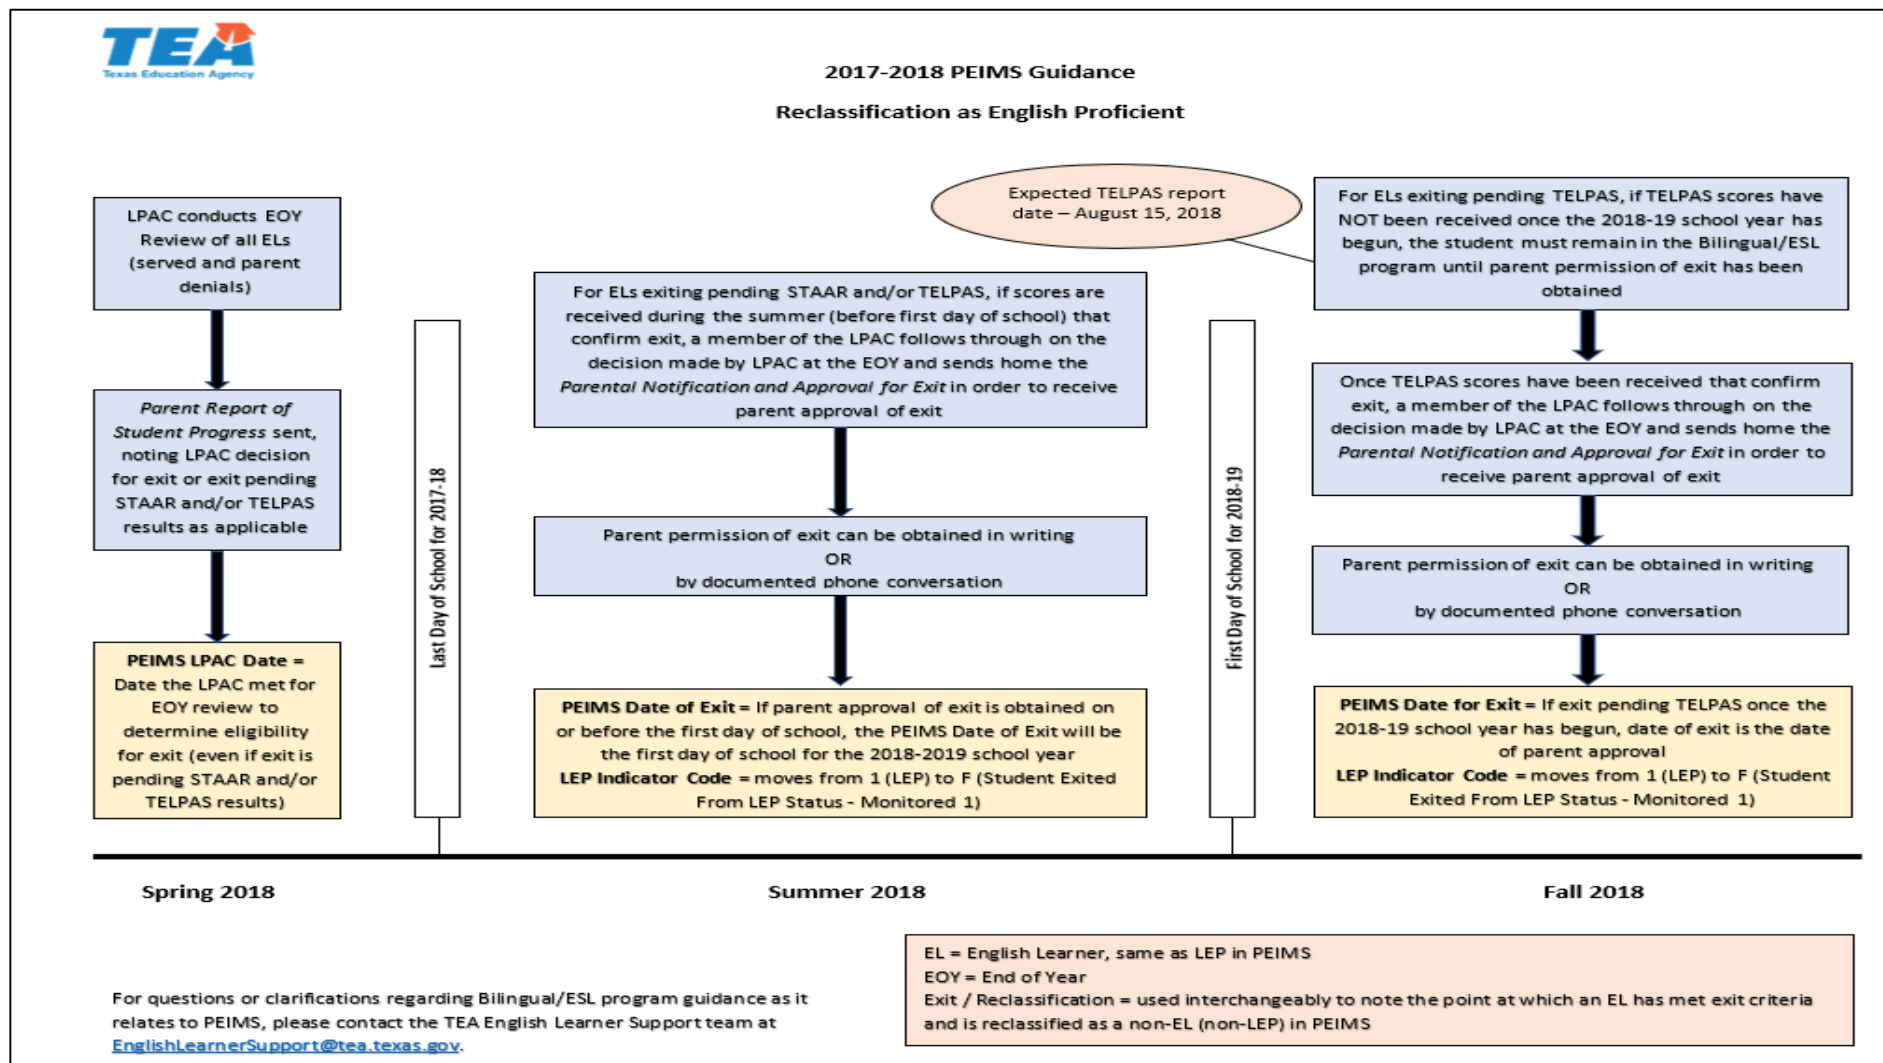 TEA
Texas Education Agency
2017-2018 PEIMS Guidance
Reclassification as English Proficient
LPAC conducts EOY
Review of all ELs
(served and parent
denials)
Parent Report of
Student Progress sent,
noting LPAC decision
for exit or exit pending
STAAR and/or TELPAS
results as applicable
PEIMS LPAC Date =
Date the LPAC met for
EOY review to
determine eligibility
for exit (even if exit is
pending STAAR and/or
TELPAS results)
Last Day of School for 2017-18
For ELs exiting pending STAAR and/or TELPAS, if scores are
received during the summer (before first day of school) that
confirm exit, a member of the LPAC follows through on the
decision made by LPAC at the EOY and sends home the
Parental Notification and Approval for Exit in order to receive
parent approval of exit
Parent permission of exit can be obtained in writing
OR
by documented phone conversation
PEIMS Date of Exit = If parent approval of exit is obtained on
or before the first day of school, the PEIMS Date of Exit will be
the first day of school for the 2018-2019 school year
LEP Indicator Code = moves from 1 (LEP) to F (Student Exited
From LEP Status - Monitored 1)
First Day of School for 2018-19
Expected TELPAS report
date – August 15, 2018
For ELs exiting pending TELPAS, if TELPAS scores have
NOT been received once the 2018-19 school year has
begun, the student must remain in the Bilingual/ESL
program until parent permission of exit has been
obtained
Once TELPAS scores have been received that confirm
exit, a member of the LPAC follows through on the
decision made by LPAC at the EOY and sends home the
Parental Notification and Approval for Exit in order to
receive parent approval of exit
Parent permission of exit can be obtained in writing
OR
by documented phone conversation
PEIMS Date for Exit = If exit pending TELPAS once the
2018-19 school year has begun, date of exit is the date
of parent approval
LEP Indicator Code = moves from 1 (LEP) to F (Student
Exited From LEP Status - Monitored 1)
Spring 2018
Summer 2018
Fall 2018
For questions or clarifications regarding Bilingual/ESL program guidance as it
relates to PEIMS, please contact the TEA English Learner Support team at
EnglishLearnerSupport@tea.texas.gov.
EL = English Learner, same as LEP in PEIMS
EOY = End of Year
Exit / Reclassification = used interchangeably to note the point at which an EL has met exit criteria
and is reclassified as a non-EL (non-LEP) in PEIMS